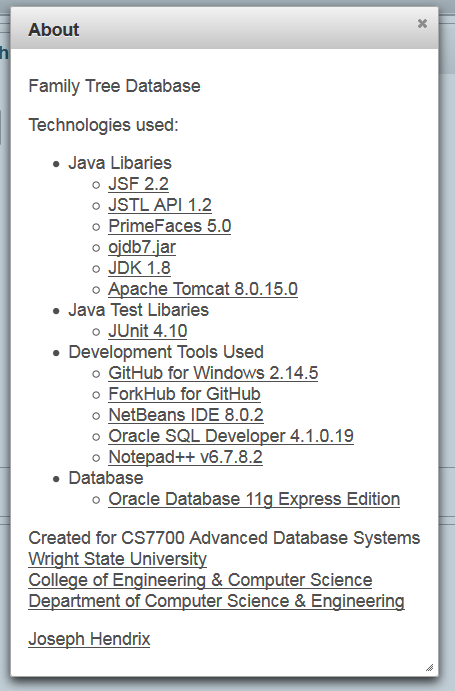 About
Family Tree Database
Technologies used:
Java Libaries
JSF 2.2
JSTL API 1.2
PrimeFaces 5.0
ojdb7.jar
JDK 1.8
Apache Tomcat 8.0.15.0
Java Test Libaries
JUnit 4.10
Development Tools Used
GitHub for Windows 2.14.5
ForkHub for GitHub
NetBeans IDE 8.0.2
Oracle SQL Developer 4.1.0.19
Notepad++ v6.7.8.2
Database
Oracle Database 11g Express Edition
Created for CS7700 Advanced Database Systems
Wright State University
College of Engineering & Computer Science
Department of Computer Science & Engineering
Joseph Hendrix